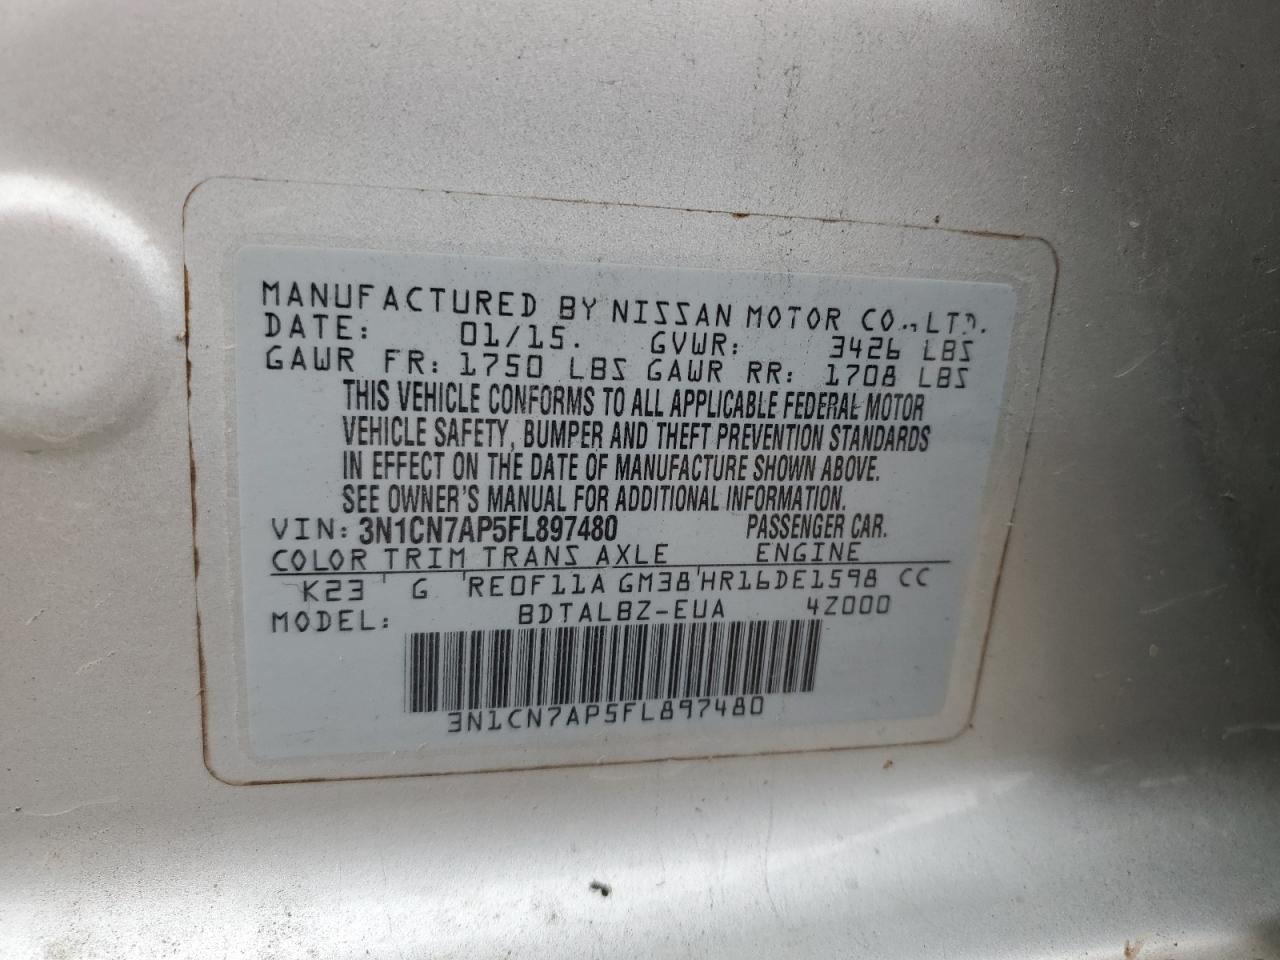 MANUFACTURED BY NISSAN MOTOR CO., LTD.
DATE: 01/15. GVWR: 3426 LBS
GAWR FR: 1750 LBS GAWR RR: 1708 LBS
THIS VEHICLE CONFORMS TO ALL APPLICABLE FEDERAL MOTOR
VEHICLE SAFETY, BUMPER AND THEFT PREVENTION STANDARDS
IN EFFECT ON THE DATE OF MANUFACTURE SHOWN ABOVE.
SEE OWNER'S MANUAL FOR ADDITIONAL INFORMATION.
VIN: 3N1CN7AP5FL897480 PASSENGER CAR.
COLOR TRIM TRANS AXLE ENGINE
K23 ' G ' RE0F11A GM38 ' HR16DE1598 CC
MODEL: BDTALBZ-EUA 4Z000
3N1CN7AP5FL897480